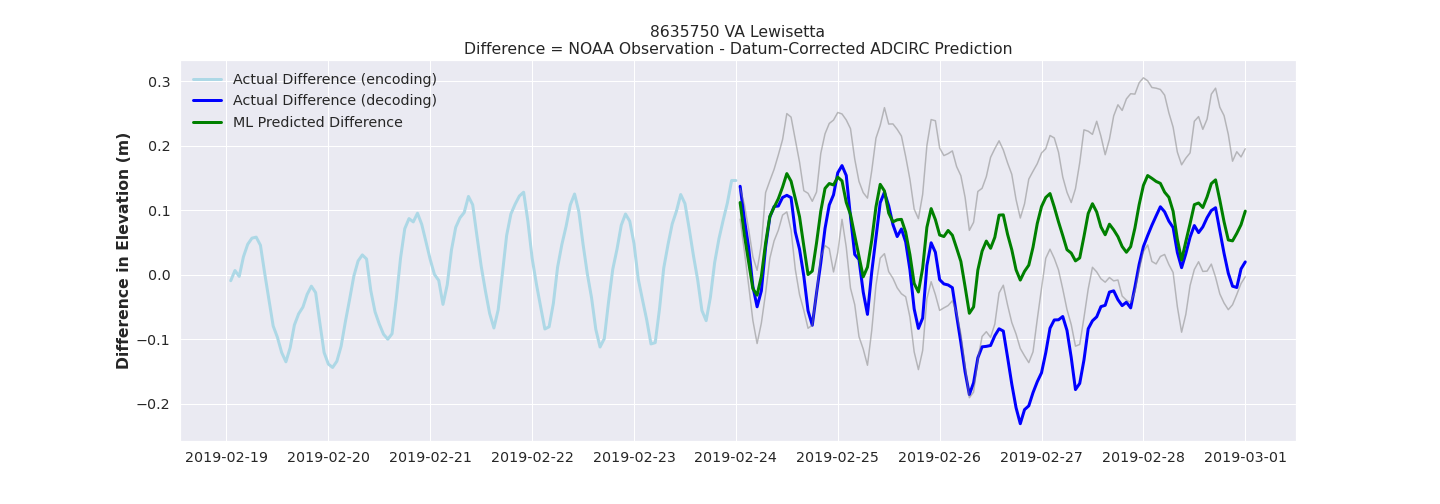 8635750 VA Lewisetta
Difference = NOAA Observation - Datum-Corrected ADCIRC Prediction
Actual Difference (encoding)
Actual Difference (decoding)
ML Predicted Difference
Difference in Elevation (m)
0.3
0.2
0.1
0.0
−0.1
−0.2
2019-02-19 2019-02-20 2019-02-21 2019-02-22 2019-02-23 2019-02-24 2019-02-25 2019-02-26 2019-02-27 2019-02-28 2019-03-01